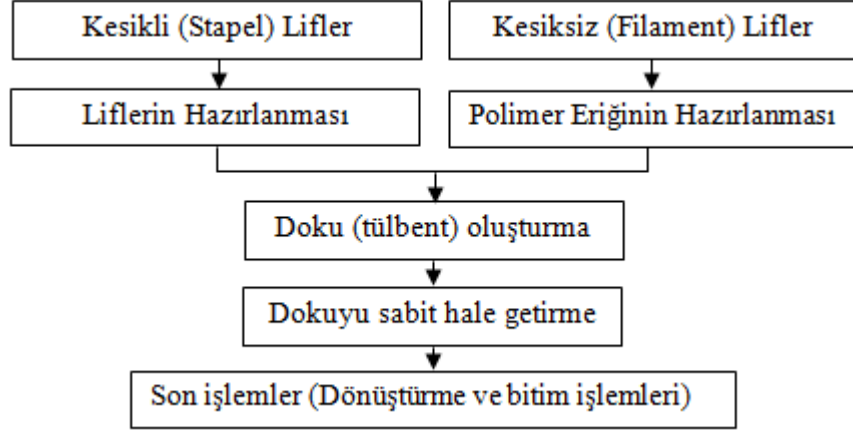 Kesikli (Stapel) Lifler
Kesiksiz (Filament) Lifler
Liflerin Hazırlanması
Polimer Eriğinin Hazırlanması
Doku (tülbent) oluşturma
Dokuyu sabit hale getirme
Son işlemler (Dönüştürme ve bitim işlemleri)